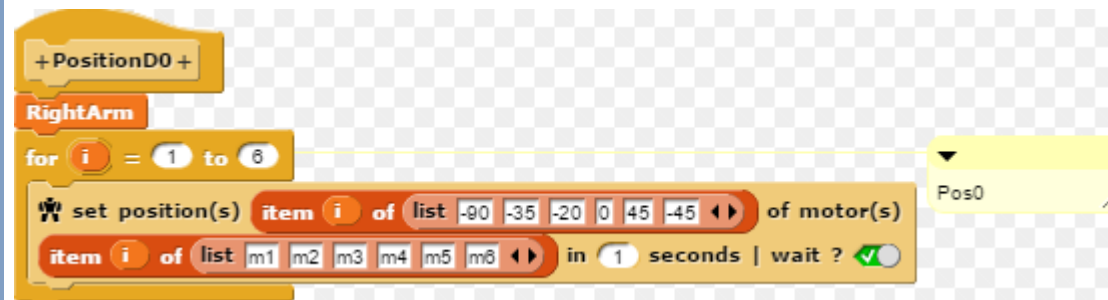 +PositionD0+
RightArm
for i = 1 to 6
set position(s) item i of list -90 -35 -20 0 45 -45 of motor(s)
item i of list m1 m2 m3 m4 m5 m6 in 1 seconds | wait ?
Pos0